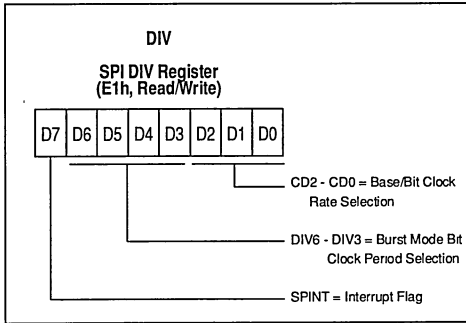 DIV
SPI DIV Register
(E1h, Read/Write)
D7 D6 D5 D4 D3 D2 D1 D0
CD2 - CD0 = Base/Bit Clock
Rate Selection
DIV6 - DIV3 = Burst Mode Bit
Clock Period Selection
SPINT = Interrupt Flag